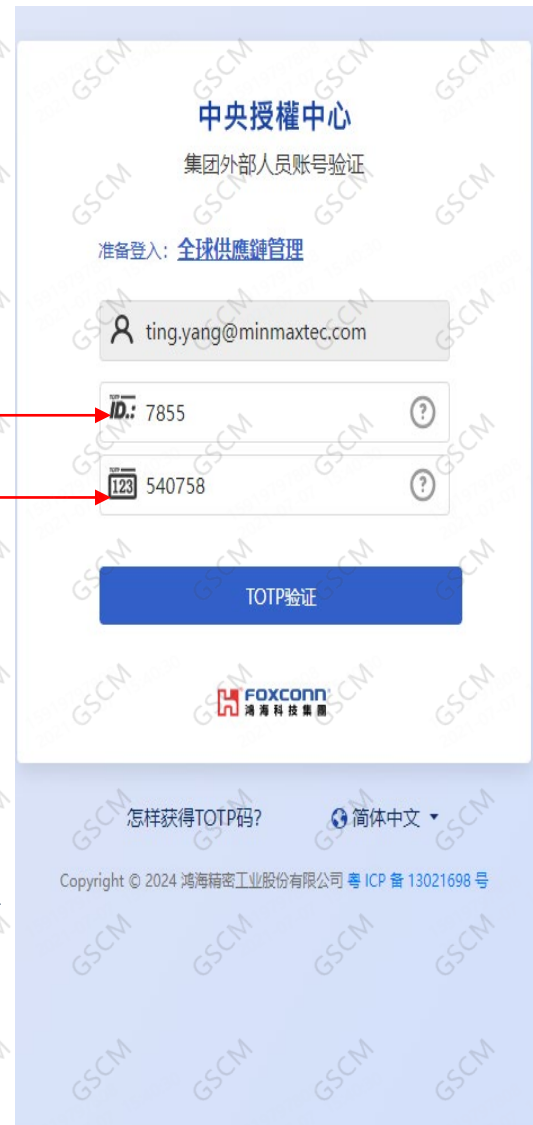 中央授權中心
集团外部人员账号验证
准备登入: 全球供應鏈管理
ting.yang@minmaxtec.com
TOTP
ID.: 7855
TOTP
123 540758
TOTP验证
FOXCONN
鴻海科技集團
怎样获得TOTP码? 简体中文
Copyright © 2024 鸿海精密工业股份有限公司 粤 ICP 备 13021698 号
GSCM